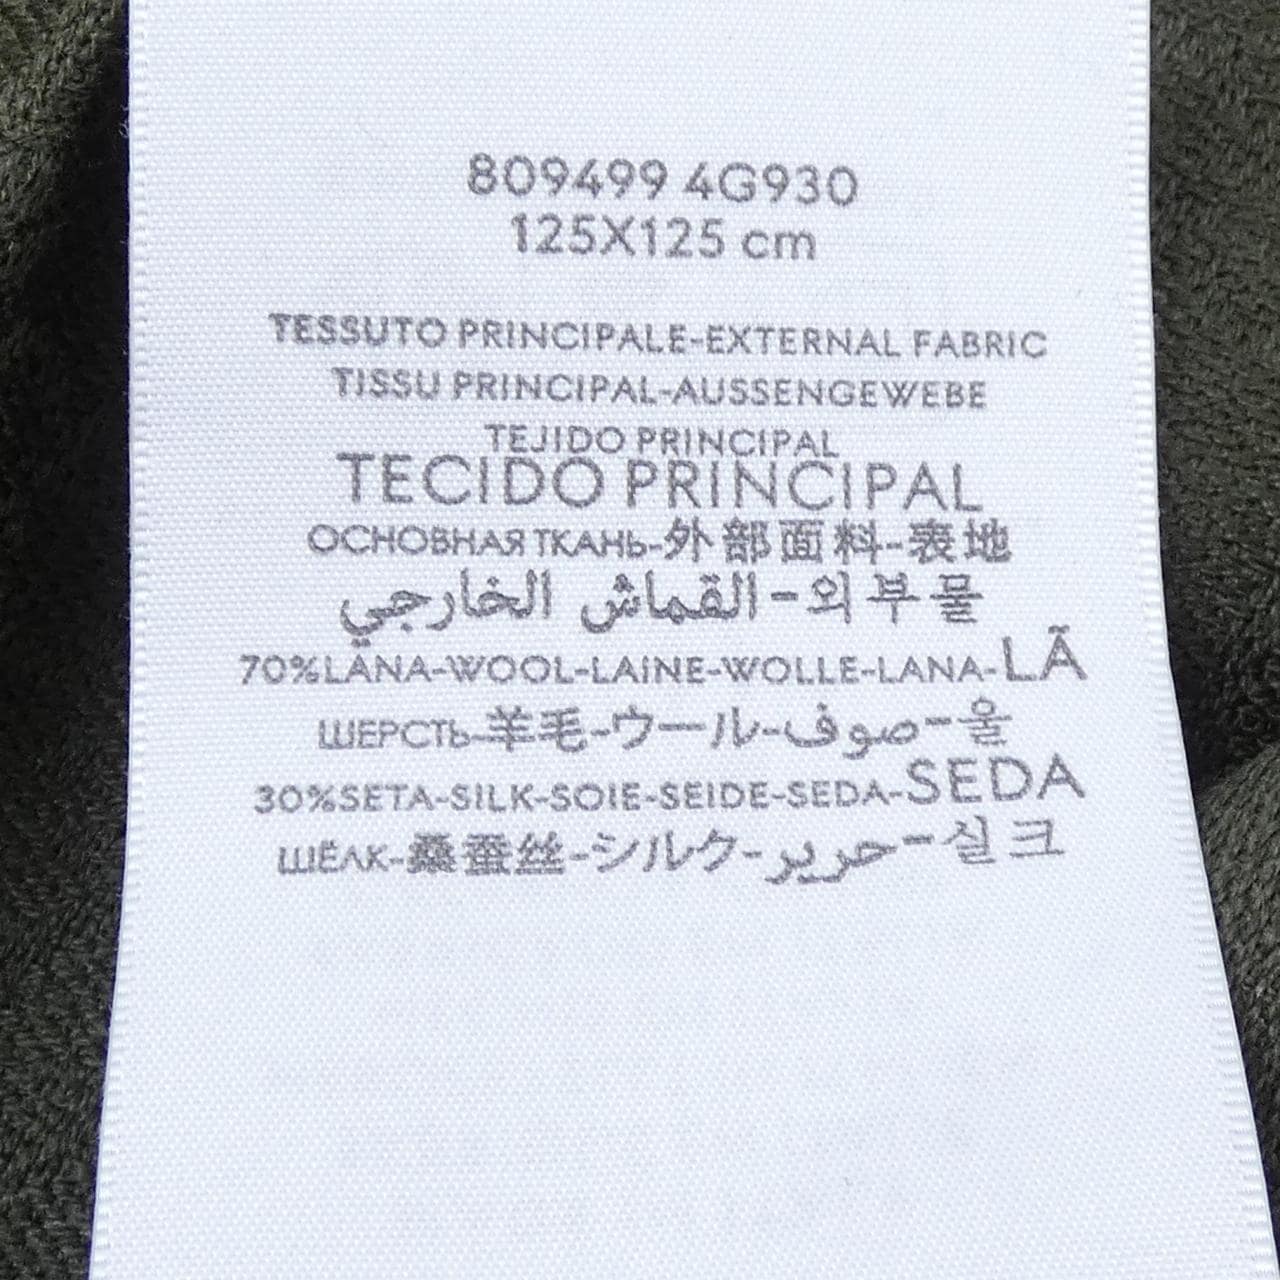 809499 4G930
125X125 cm
TESSUTO PRINCIPALE-EXTERNAL FABRIC
TISSU PRINCIPAL-AUSSENGEWEBE
TEJIDO PRINCIPAL
TECIDO PRINCIPAL
ОСНОВНАЯ ТКАНЬ-外部面料-表地
القماش الخارجي-외부물
70%LANA-WOOL-LAINE-WOLLE-LANA-LÃ
ШЕРСТЬ-羊毛-ウール-صوف-울
30%SETA-SILK-SOIE-SEIDE-SEDA-SEDA
ШЁЛК-桑蚕丝-シルク-حرير-실크